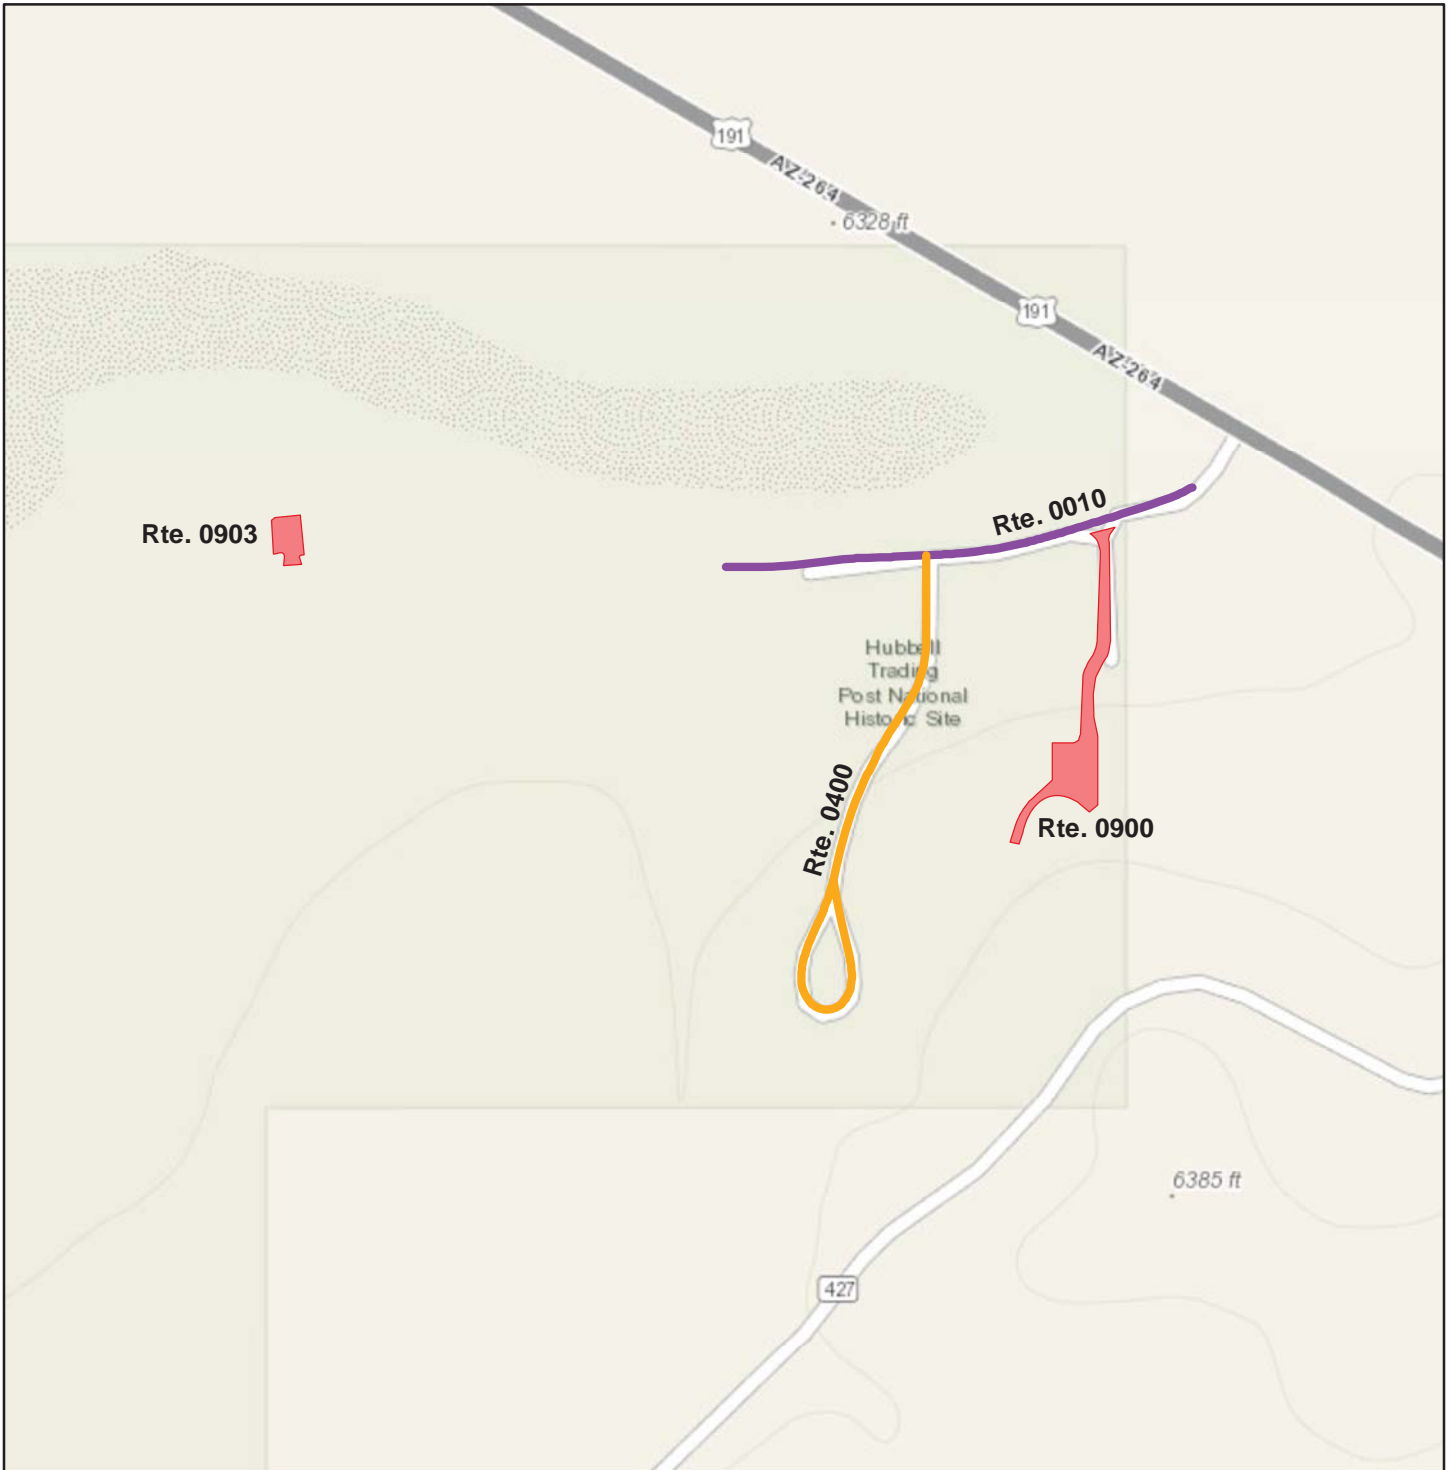 191
AZ-264
6328 ft
191
AZ-264
Rte. 0010
Rte. 0903
Hubbell
Trading
Post National
Historic Site
Rte. 0400
Rte. 0900
6385 ft
427